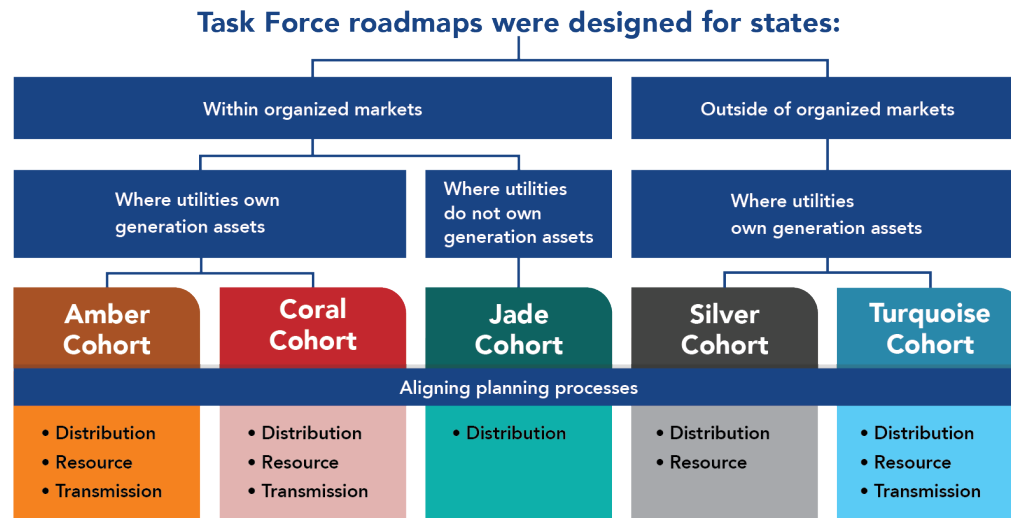 Task Force roadmaps were designed for states:
Within organized markets
Outside of organized markets
Where utilities own
generation assets
Where utilities
do not own
generation assets
Where utilities
own generation assets
Amber
Cohort
Coral
Cohort
Jade
Cohort
Silver
Cohort
Turquoise
Cohort
Aligning planning processes
• Distribution
• Resource
• Transmission
• Distribution
• Resource
• Transmission
• Distribution
• Distribution
• Resource
• Distribution
• Resource
• Transmission